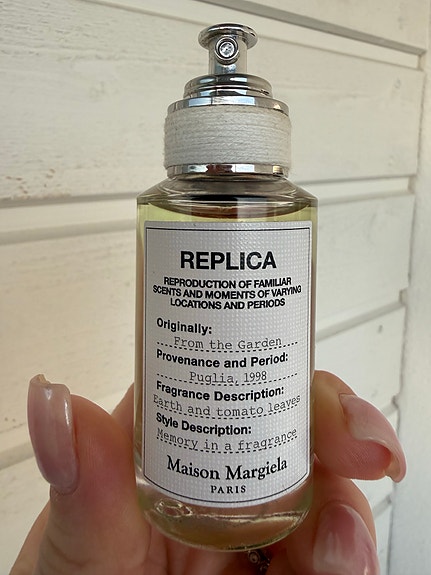 REPLICA
REPRODUCTION OF FAMILIAR
SCENTS AND MOMENTS OF VARYING
LOCATIONS AND PERIODS
Originally:
From the Garden
Provenance and Period:
Puglia, 1998
Fragrance Description:
Earth and tomato leaves
Style Description:
Memory in a fragrance
Maison Margiela
PARIS